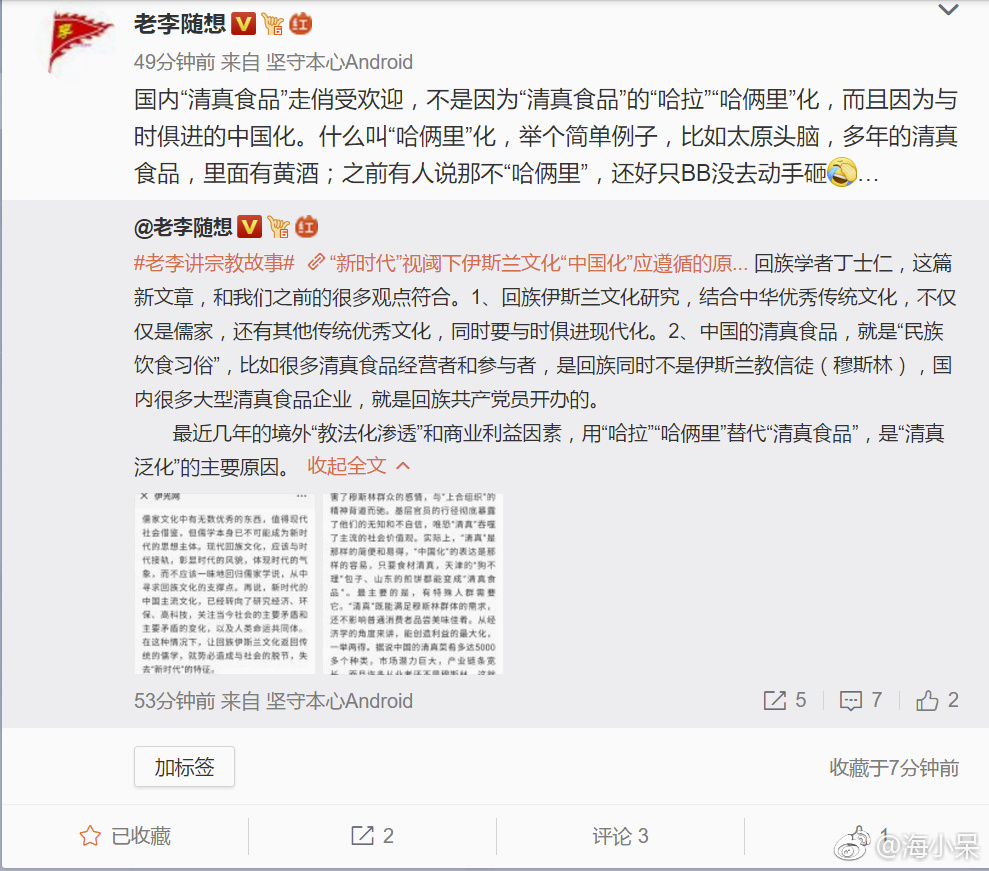 老李随想
49分钟前 来自 坚守本心Android
国内“清真食品”走俏受欢迎，不是因为“清真食品”的“哈拉”“哈俩里”化，而且因为与
时俱进的中国化。什么叫“哈俩里”化，举个简单例子，比如太原头脑，多年的清真
食品，里面有黄酒；之前有人说那不“哈俩里”，还好只BB没去动手砸🤣...
@老李随想
#老李讲宗教故事# “新时代”视阈下伊斯兰文化“中国化”应遵循的原... 回族学者丁士仁，这篇
新文章，和我们之前的很多观点符合。1、回族伊斯兰文化研究，结合中华优秀传统文化，不仅
仅是儒家，还有其他传统优秀文化，同时要与时俱进现代化。2、中国的清真食品，就是“民族
饮食习俗”，比如很多清真食品经营者和参与者，是回族同时不是伊斯兰教信徒（穆斯林），国
内很多大型清真食品企业，就是回族共产党员开办的。
最近几年的境外“教法化渗透”和商业利益因素，用“哈拉”“哈俩里”替代“清真食品”，是“清真
泛化”的主要原因。 收起全文
× 伊光网 ...
儒家文化中有无数优秀的东西，值得现代
社会借鉴，但儒学本身已不可能成为新时
代的思想主体。现代回族文化，应该与时
代接轨，彰显时代的风貌，体现时代的气
象，而不应该一味地回归儒家学说，从中
寻求回族文化的支撑点。再说，新时代的
中国主流文化，已经转向了研究经济、环
保、高科技，关注当今社会的主要矛盾和
主要矛盾的变化，以及人类命运共同体。
在这种情况下，让回族伊斯兰文化返回传
统的儒学，就势必造成与社会的脱节，失
去“新时代”的特征。
害了穆斯林群众的感情，与“上合组织”的
精神背道而驰。基层官员的行径彻底暴露
了他们的无知和不自信，唯恐“清真”吞噬
了主流的社会价值观。实际上，“清真”是
那样的简便和易得，“中国化”的表达是那
样的容易，只要食材清真，天津的“狗不
理”包子、山东的煎饼都能变成“清真食
品”。最主要的是，有特殊人群需要
它。“清真”既能满足穆斯林群体的需求，
还不影响普通消费者品尝美味佳肴。从经
济学的角度来讲，能创造利益的最大化，
一举两得。据说中国的清真菜肴多达5000
多个种类，市场潜力巨大，产业链条宽
53分钟前 来自 坚守本心Android
5 7 2
加标签 收藏于7分钟前
已收藏 2 评论 3 1
@海小呆